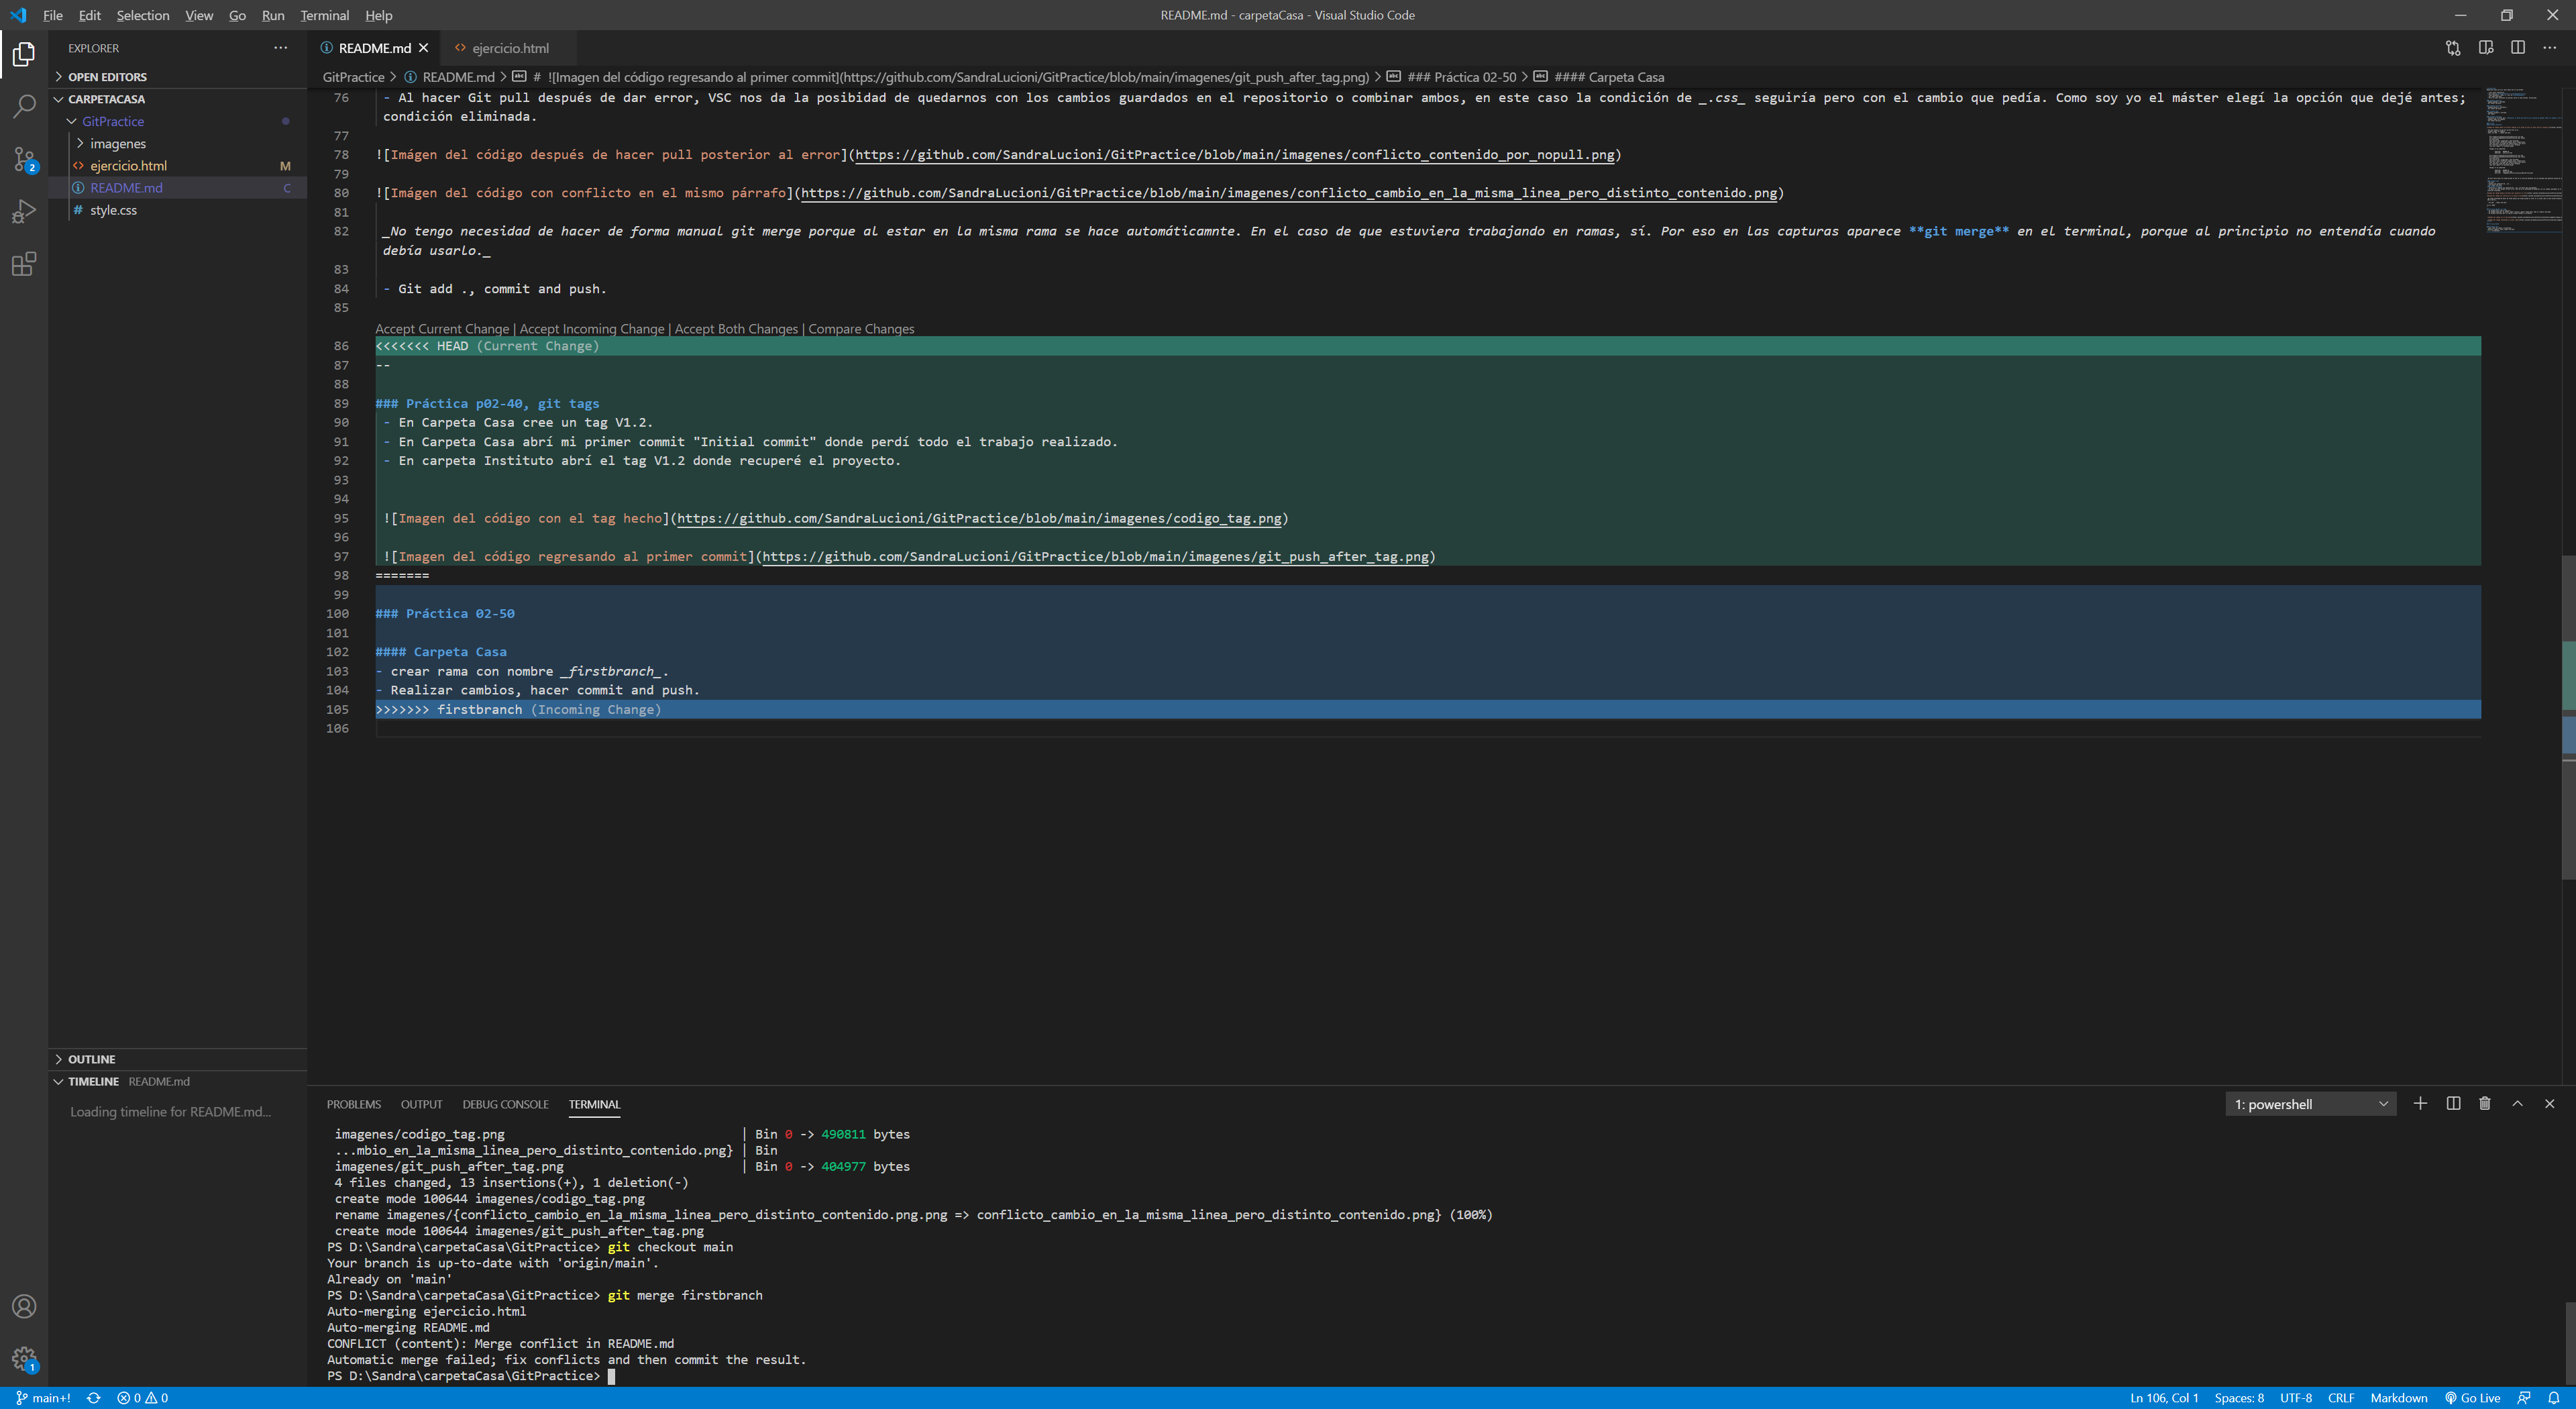 File Edit Selection View Go Run Terminal Help
README.md - carpetaCasa - Visual Studio Code
EXPLORER
OPEN EDITORS
CARPETACASA
GitPractice
imagenes
ejercicio.html M
README.md C
style.css
2
README.md
ejercicio.html
GitPractice > README.md > # ![Imagen del código regresando al primer commit](https://github.com/SandraLucioni/GitPractice/blob/main/imagenes/git_push_after_tag.png) > ### Práctica 02-50 > #### Carpeta Casa
76 - Al hacer Git pull después de dar error, VSC nos da la posibidad de quedarnos con los cambios guardados en el repositorio o combinar ambos, en este caso la condición de _.css_ seguiría pero con el cambio que pedía. Como soy yo el máster elegí la opción que dejé antes;
condición eliminada.
77
78 ![Imágen del código después de hacer pull posterior al error](https://github.com/SandraLucioni/GitPractice/blob/main/imagenes/conflicto_contenido_por_nopull.png)
79
80 ![Imágen del código con conflicto en el mismo párrafo](https://github.com/SandraLucioni/GitPractice/blob/main/imagenes/conflicto_cambio_en_la_misma_linea_pero_distinto_contenido.png)
81
82 _No tengo necesidad de hacer de forma manual git merge porque al estar en la misma rama se hace automáticamnte. En el caso de que estuviera trabajando en ramas, sí. Por eso en las capturas aparece **git merge** en el terminal, porque al principio no entendía cuando
debía usarlo._
83
84 - Git add ., commit and push.
85
Accept Current Change | Accept Incoming Change | Accept Both Changes | Compare Changes
86 <<<<<<< HEAD (Current Change)
87 --
88
89 ### Práctica p02-40, git tags
90 - En Carpeta Casa cree un tag V1.2.
91 - En Carpeta Casa abrí mi primer commit "Initial commit" donde perdí todo el trabajo realizado.
92 - En carpeta Instituto abrí el tag V1.2 donde recuperé el proyecto.
93
94
95 ![Imagen del código con el tag hecho](https://github.com/SandraLucioni/GitPractice/blob/main/imagenes/codigo_tag.png)
96
97 ![Imagen del código regresando al primer commit](https://github.com/SandraLucioni/GitPractice/blob/main/imagenes/git_push_after_tag.png)
98 =======
99
100 ### Práctica 02-50
101
102 #### Carpeta Casa
103 - crear rama con nombre _firstbranch_.
104 - Realizar cambios, hacer commit and push.
105 >>>>>>> firstbranch (Incoming Change)
106
OUTLINE
TIMELINE README.md
Loading timeline for README.md...
PROBLEMS OUTPUT DEBUG CONSOLE TERMINAL
1: powershell
imagenes/codigo_tag.png | Bin 0 -> 490811 bytes
...mbio_en_la_misma_linea_pero_distinto_contenido.png} | Bin
imagenes/git_push_after_tag.png | Bin 0 -> 404977 bytes
4 files changed, 13 insertions(+), 1 deletion(-)
create mode 100644 imagenes/codigo_tag.png
rename imagenes/{conflicto_cambio_en_la_misma_linea_pero_distinto_contenido.png.png => conflicto_cambio_en_la_misma_linea_pero_distinto_contenido.png} (100%)
create mode 100644 imagenes/git_push_after_tag.png
PS D:\Sandra\carpetaCasa\GitPractice> git checkout main
Your branch is up-to-date with 'origin/main'.
Already on 'main'
PS D:\Sandra\carpetaCasa\GitPractice> git merge firstbranch
Auto-merging ejercicio.html
Auto-merging README.md
CONFLICT (content): Merge conflict in README.md
Automatic merge failed; fix conflicts and then commit the result.
PS D:\Sandra\carpetaCasa\GitPractice>
1
main+! 0 0
Ln 106, Col 1 Spaces: 8 UTF-8 CRLF Markdown Go Live